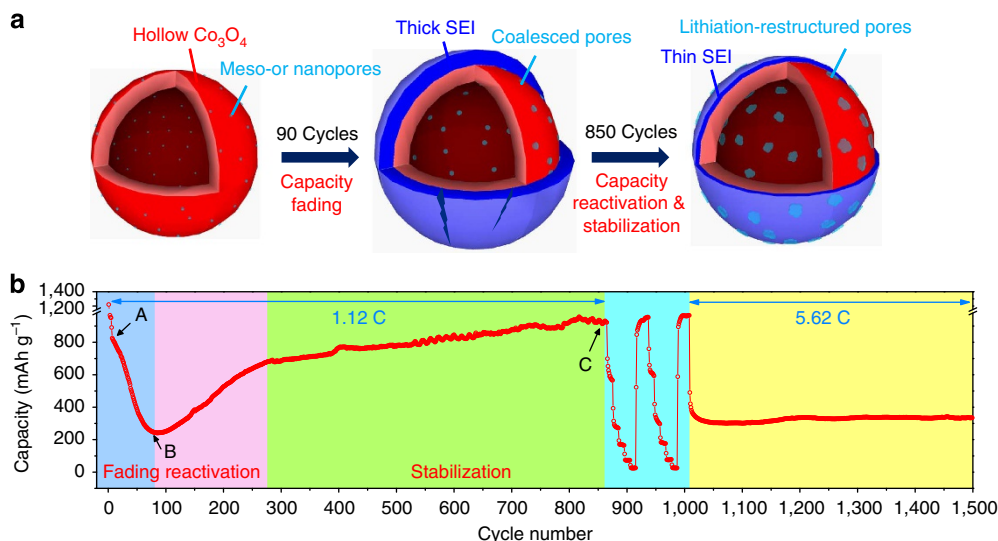 a
Hollow Co₃O₄
Meso-or nanopores
90 Cycles
Capacity
fading
Thick SEI
Coalesced pores
850 Cycles
Capacity
reactivation &
stabilization
Lithiation-restructured pores
Thin SEI
b
Capacity (mAh g⁻¹)
1,400
1,200
800
600
400
200
0
A
B
C
1.12 C
5.62 C
Fading reactivation
Stabilization
0 100 200 300 400 500 600 700 800 900 1,000 1,100 1,200 1,300 1,400 1,500
Cycle number